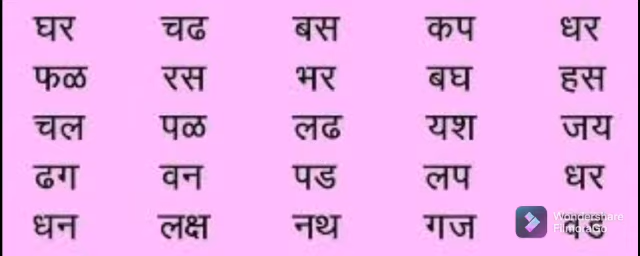 घर चढ बस कप धर
फळ रस भर बघ हस
चल पळ लढ यश जय
ढग वन पड लप धर
धन लक्ष नथ गज वड
Wondershare
FilmoraGo